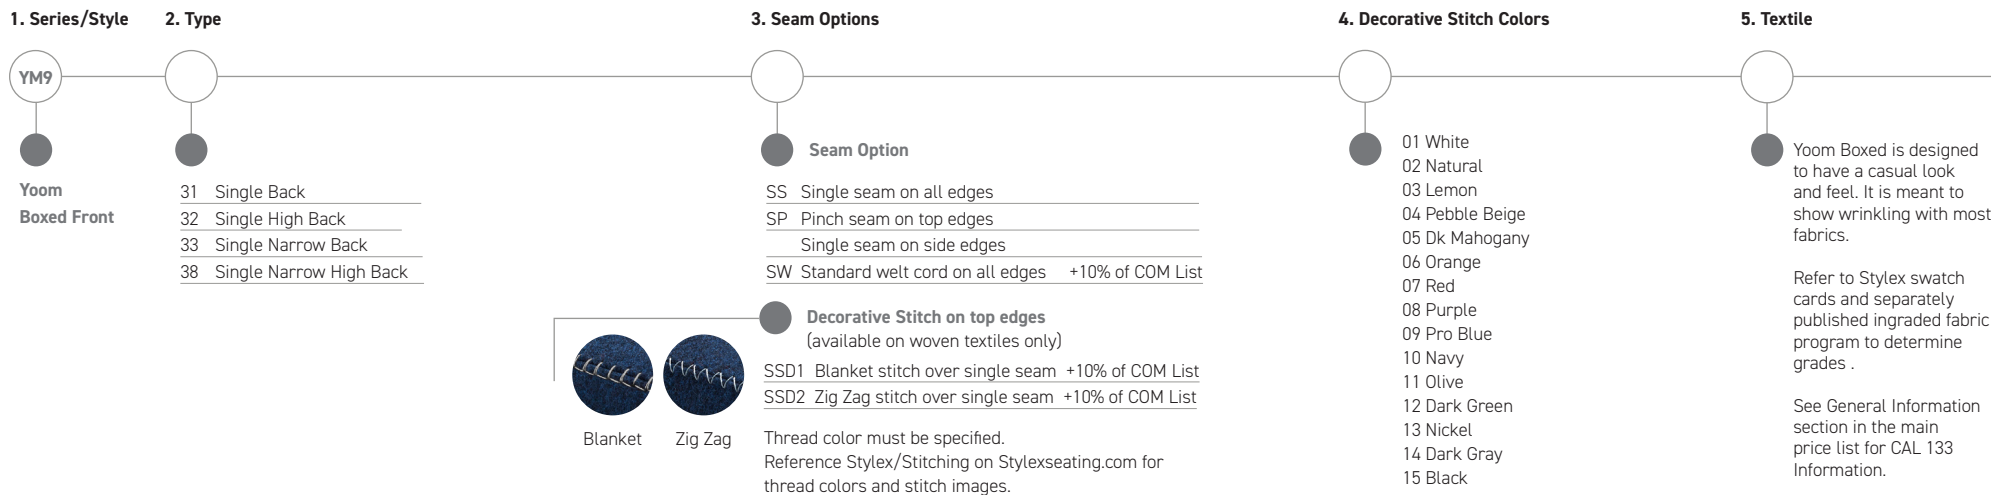 1. Series/Style
2. Type
3. Seam Options
4. Decorative Stitch Colors
5. Textile
YM9
Yoom
Boxed Front
31 Single Back
32 Single High Back
33 Single Narrow Back
38 Single Narrow High Back
Seam Option
SS Single seam on all edges
SP Pinch seam on top edges
Single seam on side edges
SW Standard welt cord on all edges +10% of COM List
Decorative Stitch on top edges
(available on woven textiles only)
SSD1 Blanket stitch over single seam +10% of COM List
SSD2 Zig Zag stitch over single seam +10% of COM List
Blanket
Zig Zag
Thread color must be specified.
Reference Stylex/Stitching on Stylexseating.com for
thread colors and stitch images.
01 White
02 Natural
03 Lemon
04 Pebble Beige
05 Dk Mahogany
06 Orange
07 Red
08 Purple
09 Pro Blue
10 Navy
11 Olive
12 Dark Green
13 Nickel
14 Dark Gray
15 Black
Yoom Boxed is designed
to have a casual look
and feel. It is meant to
show wrinkling with most
fabrics.
Refer to Stylex swatch
cards and separately
published ingraded fabric
program to determine
grades .
See General Information
section in the main
price list for CAL 133
Information.